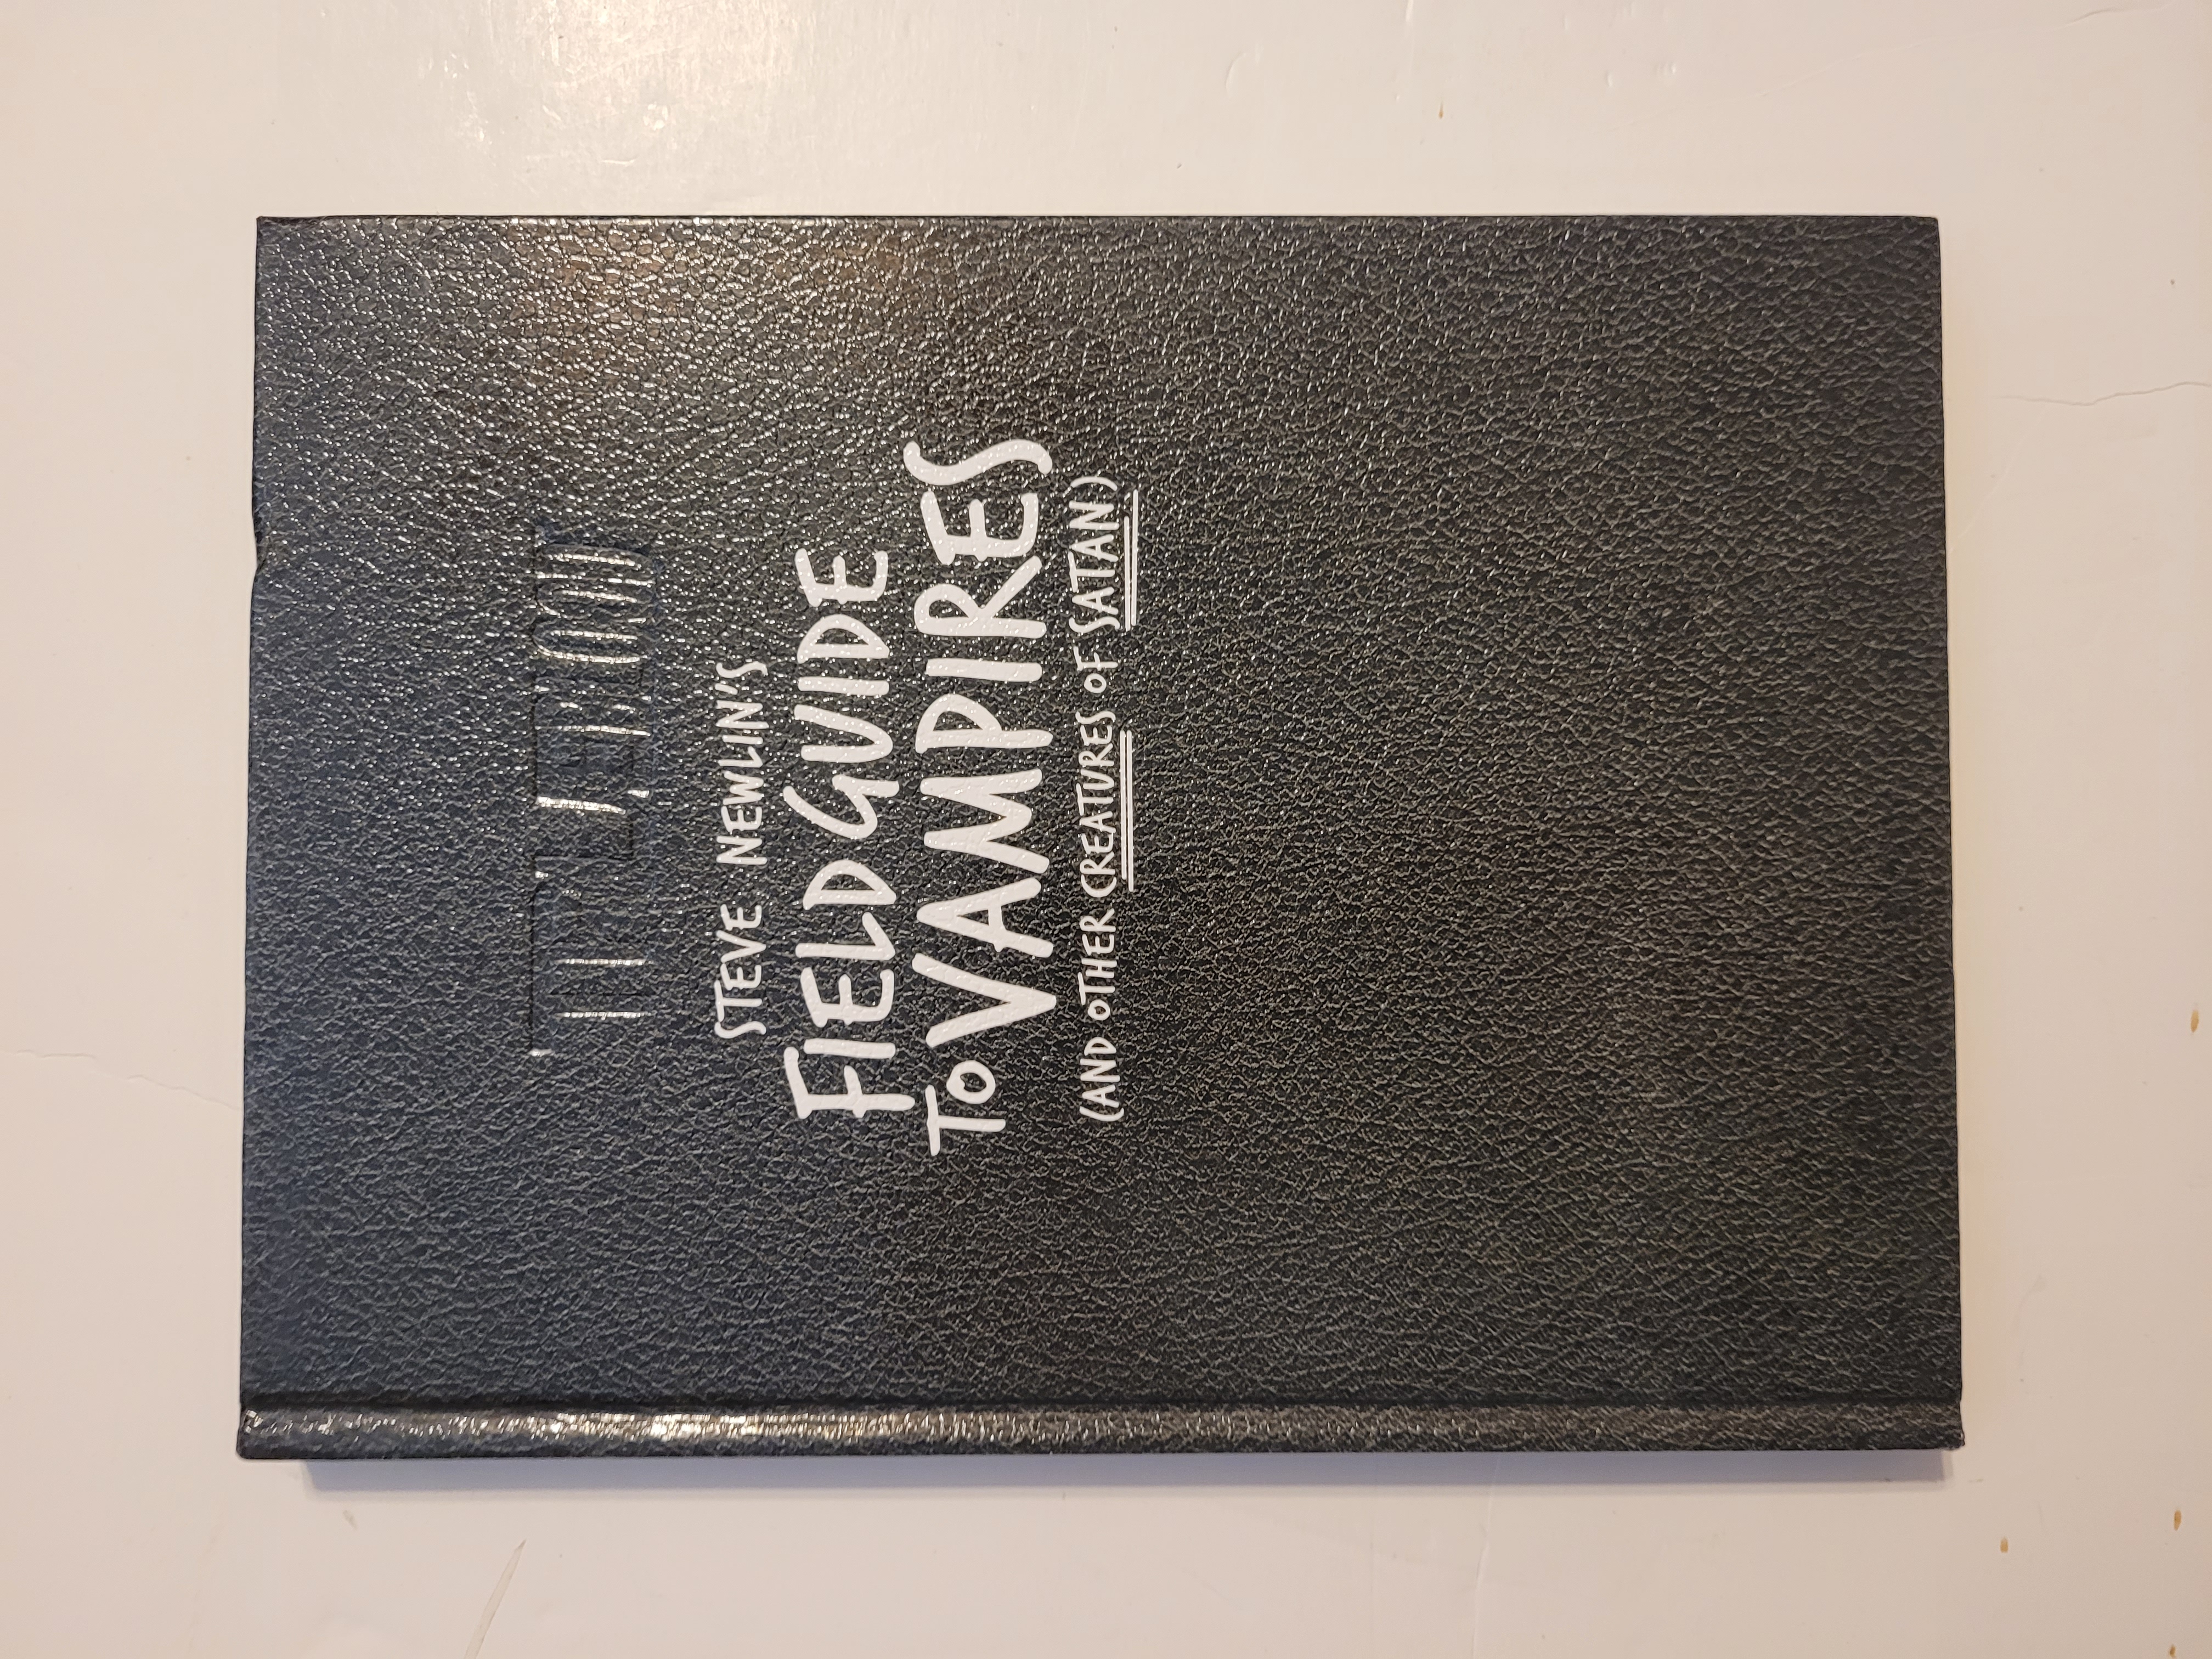 TRUE BLOOD
STEVE NEWLIN'S
FIELD GUIDE
TO VAMPIRES
(AND OTHER CREATURES OF SATAN)